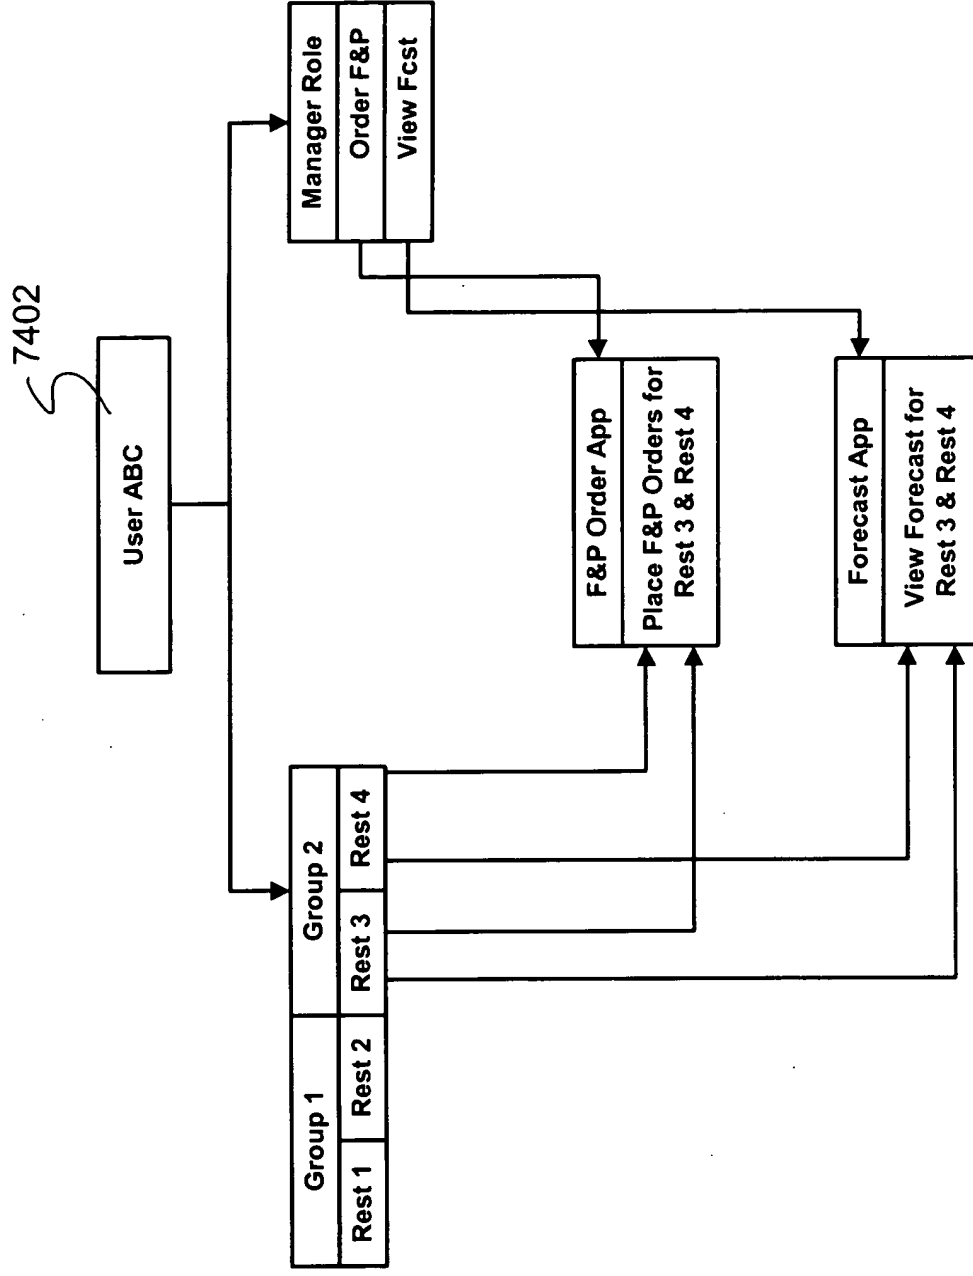 7402
User ABC
Group 1
Group 2
Rest 1
Rest 2
Rest 3
Rest 4
Manager Role
Order F&P
View Fcst
F&P Order App
Place F&P Orders for
Rest 3 & Rest 4
Forecast App
View Forecast for
Rest 3 & Rest 4